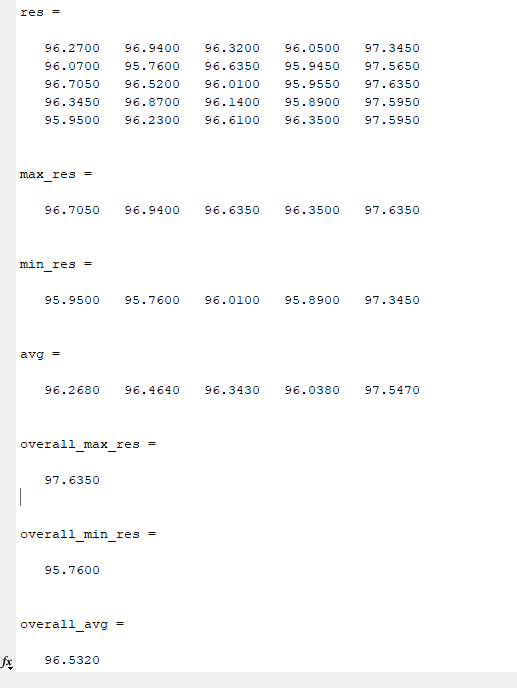 res =
96.2700 96.9400 96.3200 96.0500 97.3450
96.0700 95.7600 96.6350 95.9450 97.5650
96.7050 96.5200 96.0100 95.9550 97.6350
96.3450 96.8700 96.1400 95.8900 97.5950
95.9500 96.2300 96.6100 96.3500 97.5950
max_res =
96.7050 96.9400 96.6350 96.3500 97.6350
min_res =
95.9500 95.7600 96.0100 95.8900 97.3450
avg =
96.2680 96.4640 96.3430 96.0380 97.5470
overall_max_res =
97.6350
overall_min_res =
95.7600
overall_avg =
fx 96.5320